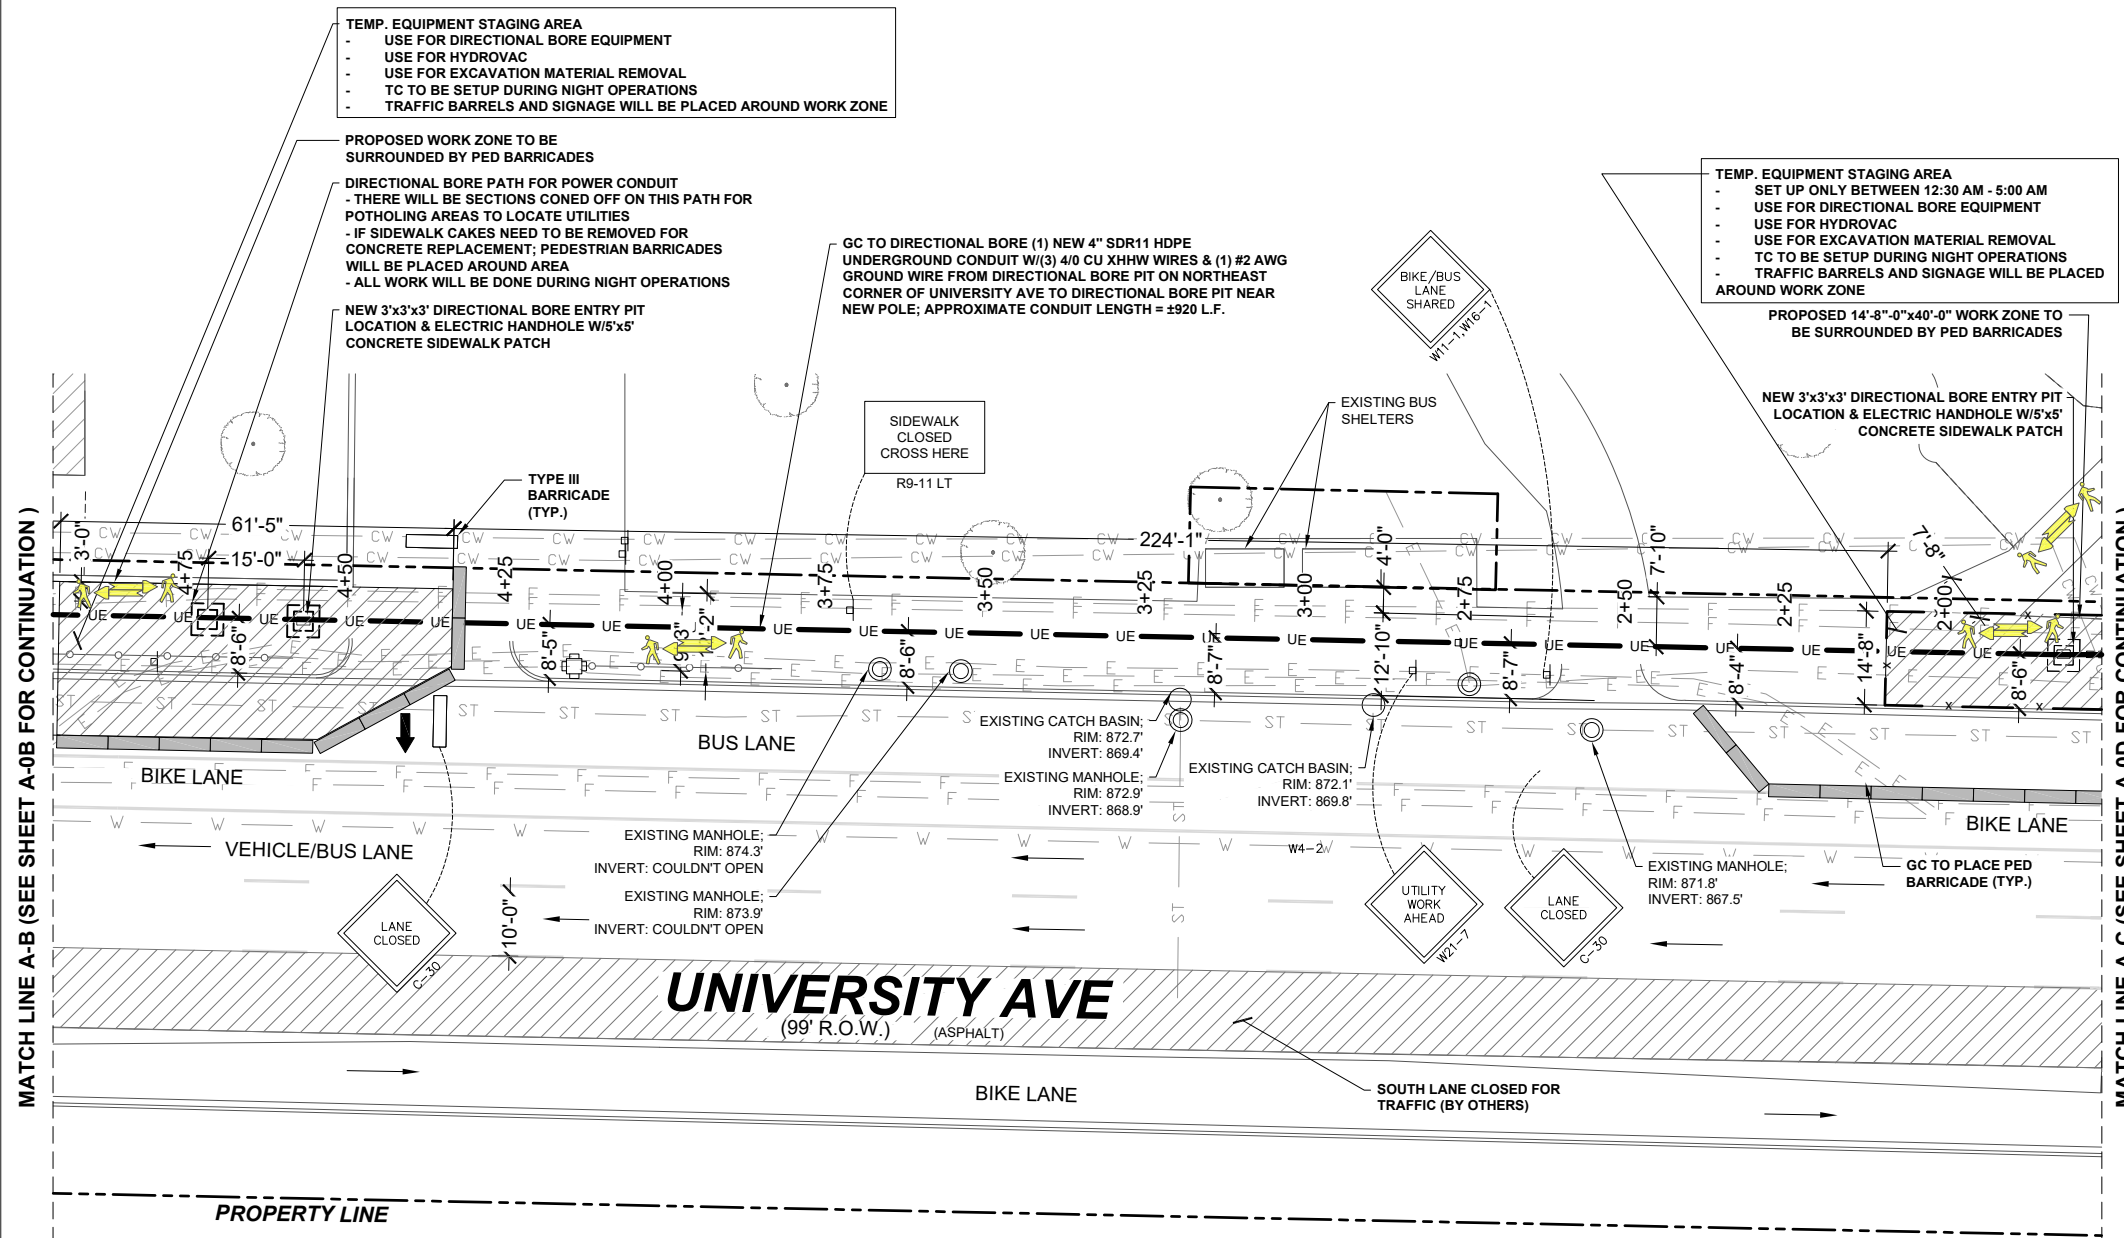 TEMP. EQUIPMENT STAGING AREA
- USE FOR DIRECTIONAL BORE EQUIPMENT
- USE FOR HYDROVAC
- USE FOR EXCAVATION MATERIAL REMOVAL
- TC TO BE SETUP DURING NIGHT OPERATIONS
- TRAFFIC BARRELS AND SIGNAGE WILL BE PLACED AROUND WORK ZONE
PROPOSED WORK ZONE TO BE
SURROUNDED BY PED BARRICADES
DIRECTIONAL BORE PATH FOR POWER CONDUIT
- THERE WILL BE SECTIONS CONED OFF ON THIS PATH FOR
POTHOLING AREAS TO LOCATE UTILITIES
- IF SIDEWALK CAKES NEED TO BE REMOVED FOR
CONCRETE REPLACEMENT; PEDESTRIAN BARRICADES
WILL BE PLACED AROUND AREA
- ALL WORK WILL BE DONE DURING NIGHT OPERATIONS
NEW 3'x3'x3' DIRECTIONAL BORE ENTRY PIT
LOCATION & ELECTRIC HANDHOLE W/5'x5'
CONCRETE SIDEWALK PATCH
GC TO DIRECTIONAL BORE (1) NEW 4" SDR11 HDPE
UNDERGROUND CONDUIT W/(3) 4/0 CU XHHW WIRES & (1) #2 AWG
GROUND WIRE FROM DIRECTIONAL BORE PIT ON NORTHEAST
CORNER OF UNIVERSITY AVE TO DIRECTIONAL BORE PIT NEAR
NEW POLE; APPROXIMATE CONDUIT LENGTH = ±920 L.F.
BIKE/BUS
LANE
SHARED
W11-1,W16-1
TEMP. EQUIPMENT STAGING AREA
- SET UP ONLY BETWEEN 12:30 AM - 5:00 AM
- USE FOR DIRECTIONAL BORE EQUIPMENT
- USE FOR HYDROVAC
- USE FOR EXCAVATION MATERIAL REMOVAL
- TC TO BE SETUP DURING NIGHT OPERATIONS
- TRAFFIC BARRELS AND SIGNAGE WILL BE PLACED
AROUND WORK ZONE
PROPOSED 14'-8"-0"x40'-0" WORK ZONE TO
BE SURROUNDED BY PED BARRICADES
NEW 3'x3'x3' DIRECTIONAL BORE ENTRY PIT
LOCATION & ELECTRIC HANDHOLE W/5'x5'
CONCRETE SIDEWALK PATCH
SIDEWALK
CLOSED
CROSS HERE
R9-11 LT
EXISTING BUS
SHELTERS
TYPE III
BARRICADE
(TYP.)
MATCH LINE A-B (SEE SHEET A-0B FOR CONTINUATION )
61'-5"
15'-0"
3'-0"
224'-1"
4'-0"
7'-10"
7'-8"
4+75
4+50
4+25
4+00
3+75
3+50
3+25
3+00
2+75
2+50
2+25
2+00
8'-6"
8'-5"
8'-6"
8'-7"
12'-10"
8'-7"
8'-4"
14'-8"
8'-6"
EXISTING CATCH BASIN;
RIM: 872.7'
INVERT: 869.4'
EXISTING MANHOLE;
RIM: 872.9'
INVERT: 868.9'
EXISTING CATCH BASIN;
RIM: 872.1'
INVERT: 869.8'
BUS LANE
BIKE LANE
VEHICLE/BUS LANE
EXISTING MANHOLE;
RIM: 874.3'
INVERT: COULDN'T OPEN
EXISTING MANHOLE;
RIM: 873.9'
INVERT: COULDN'T OPEN
W4-2
BIKE LANE
EXISTING MANHOLE;
RIM: 871.8'
INVERT: 867.5'
GC TO PLACE PED
BARRICADE (TYP.)
LANE
CLOSED
C-30
10'-0"
UTILITY
WORK
AHEAD
W21-7
LANE
CLOSED
C-30
UNIVERSITY AVE
(99' R.O.W.)
(ASPHALT)
BIKE LANE
SOUTH LANE CLOSED FOR
TRAFFIC (BY OTHERS)
PROPERTY LINE